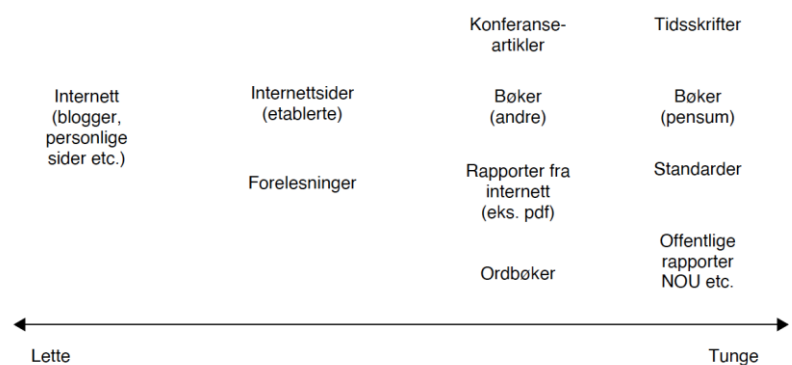 Konferanse-
artikler
Tidsskrifter
Internett
(blogger,
personlige
sider etc.)
Internettsider
(etablerte)
Bøker
(andre)
Bøker
(pensum)
Forelesninger
Rapporter fra
internett
(eks. pdf)
Standarder
Ordbøker
Offentlige
rapporter
NOU etc.
Lette
Tunge